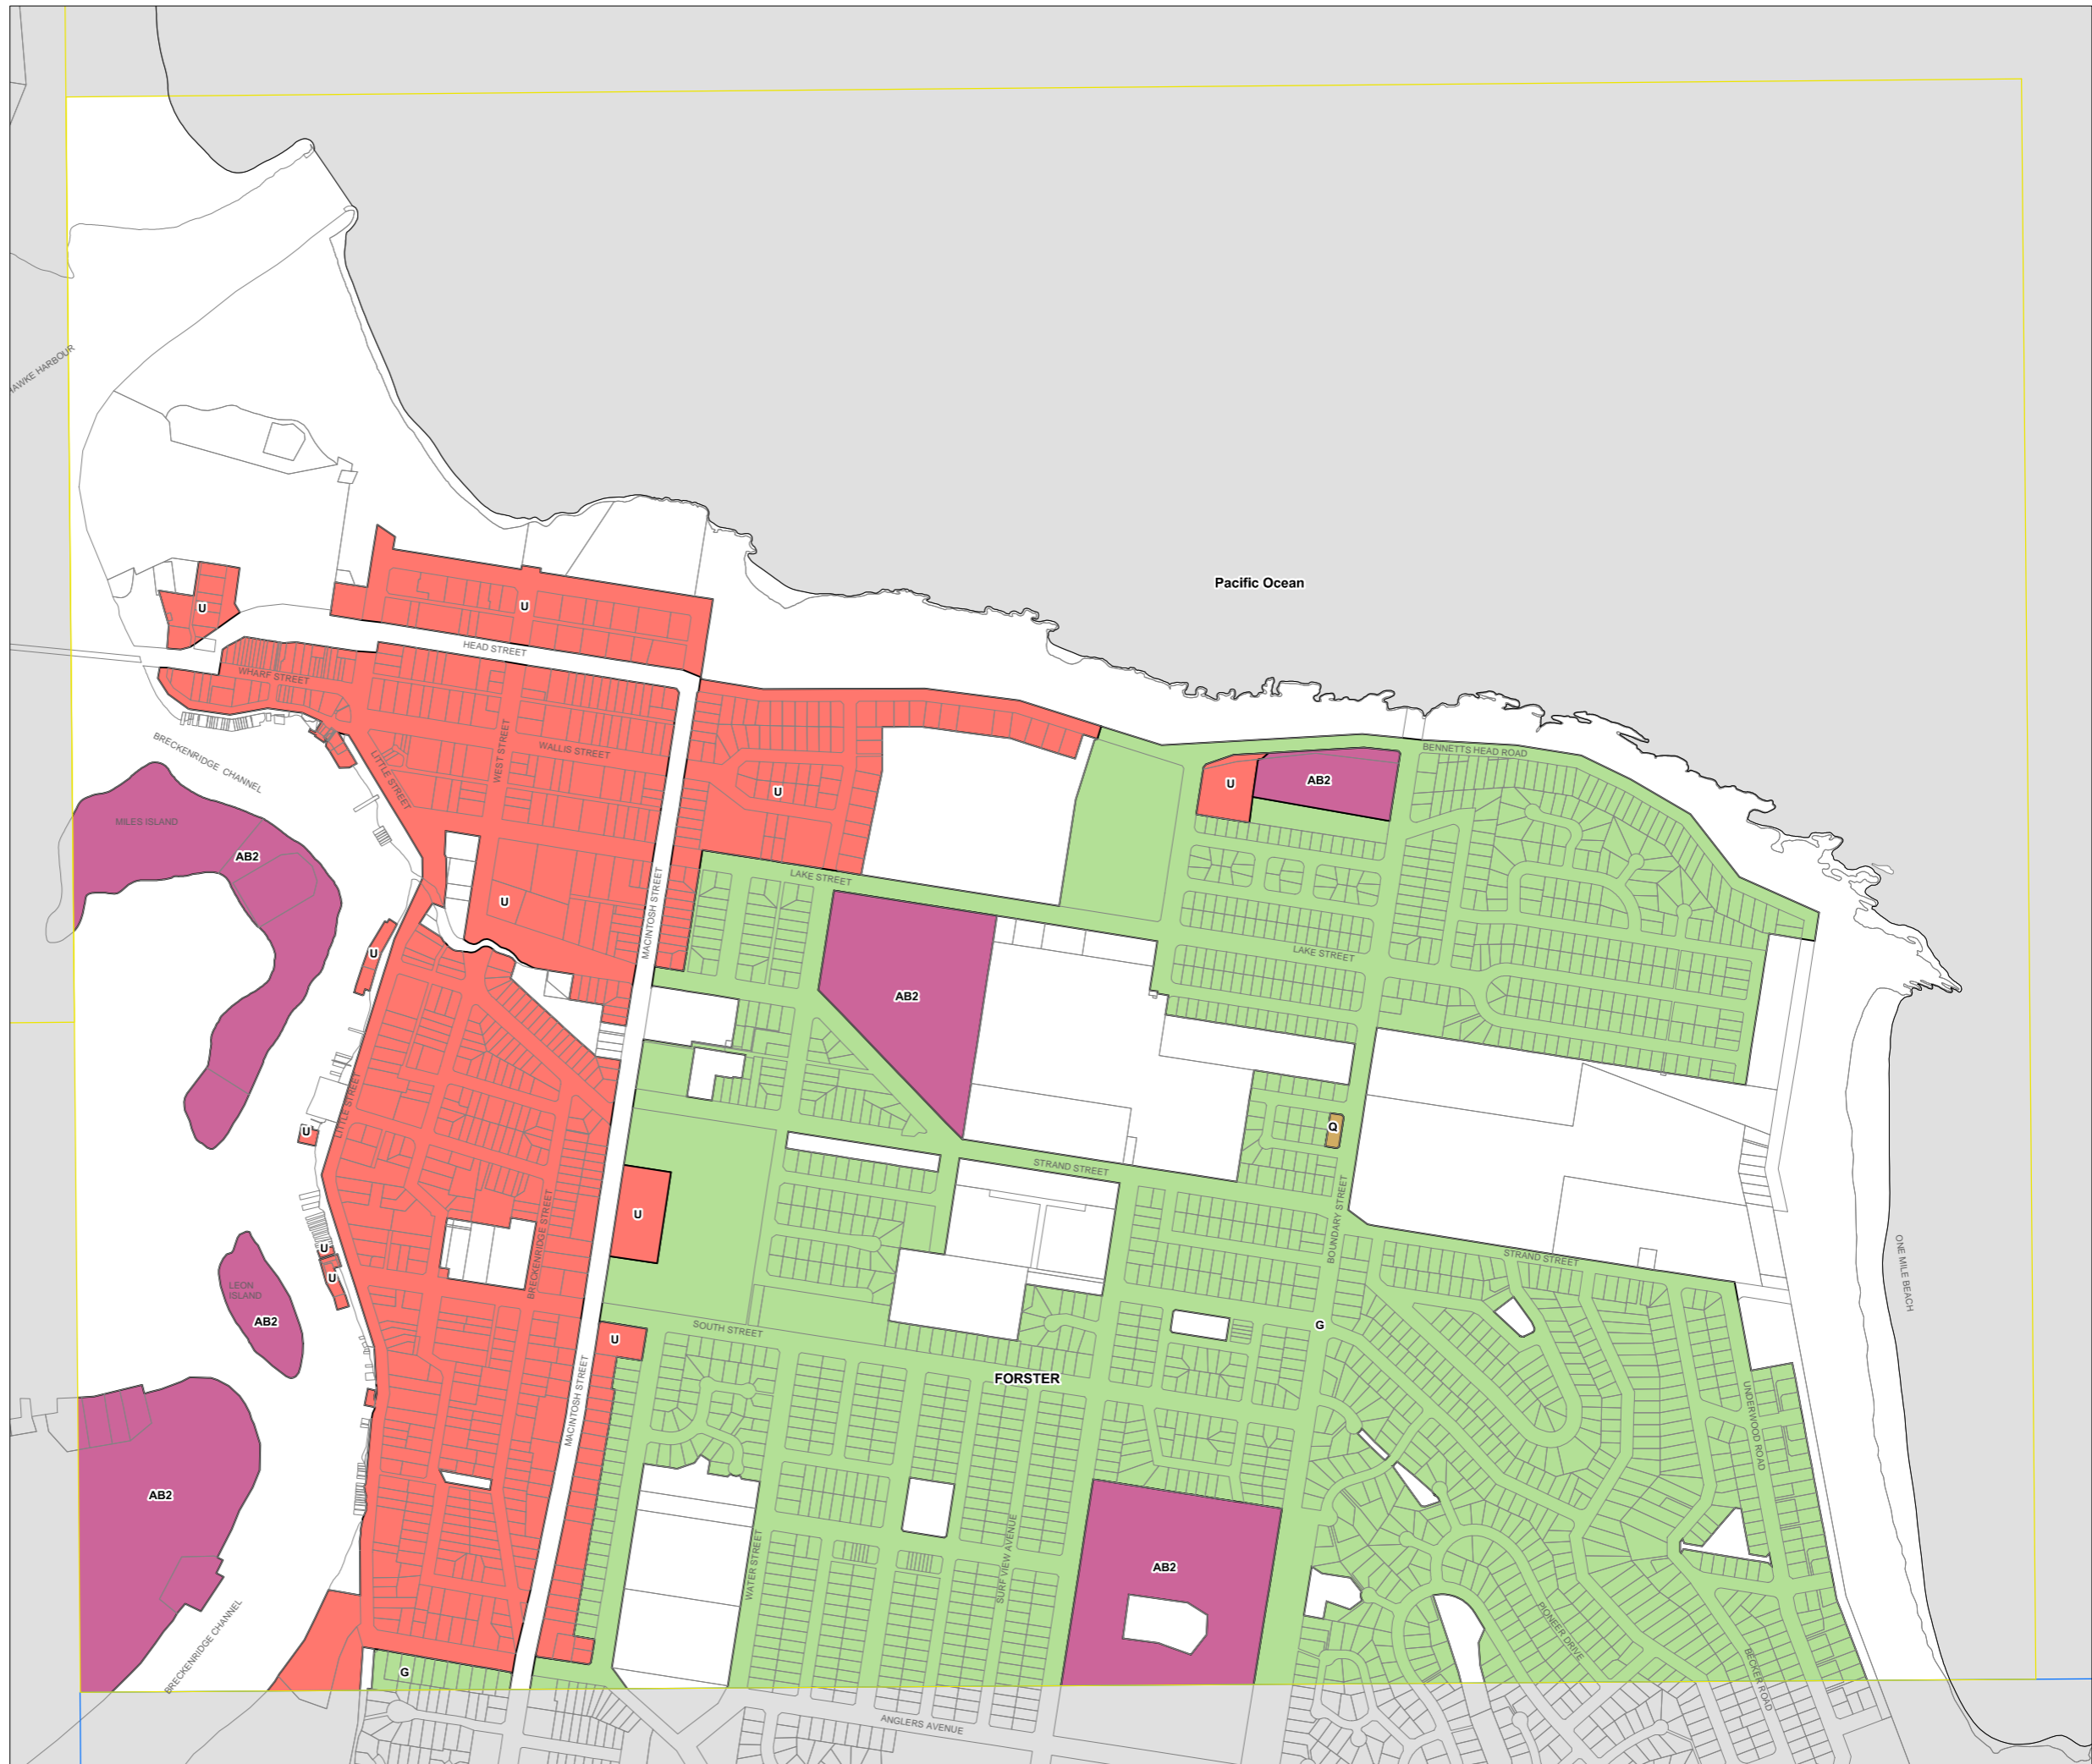 HAWKE HARBOUR
Pacific Ocean
U
U
HEAD STREET
WHARF STREET
BRECKENRIDGE CHANNEL
LITTLE STREET
WEST STREET
WALLIS STREET
BENNETTS HEAD ROAD
U
U
AB2
MILES ISLAND
AB2
LAKE STREET
U
MACINTOSH STREET
U
AB2
LAKE STREET
LITTLE STREET
U
Q
STRAND STREET
BOUNDARY STREET
U
BRECKENRIDGE STREET
U
U
LEON
ISLAND
AB2
STRAND STREET
ONE MILE BEACH
SOUTH STREET
U
G
FORSTER
MACINTOSH STREET
UNDERWOOD ROAD
AB2
WATER STREET
SURF VIEW AVENUE
AB2
PIONEER DRIVE
BECKER ROAD
BRECKENRIDGE CHANNEL
G
ANGLERS AVENUE